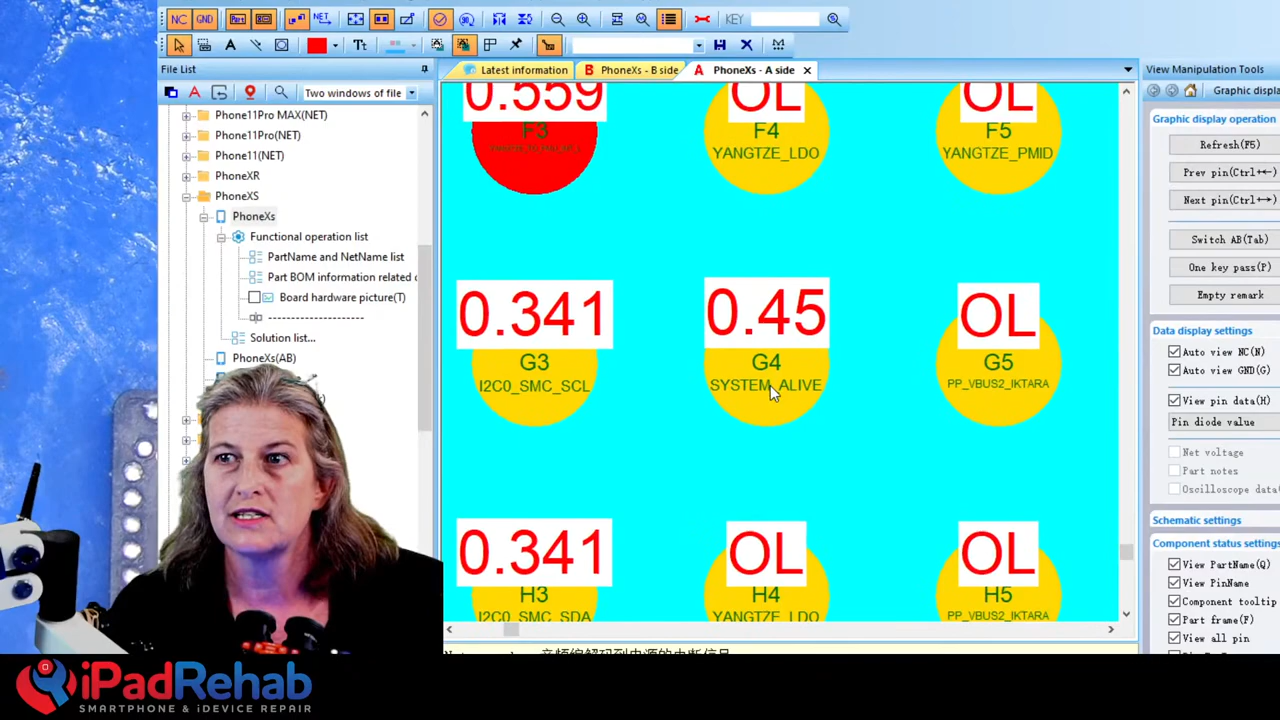 NC GND NET KEY
Tt
File List
Two windows of file
Latest information
B PhoneXs - B side
A PhoneXs - A side
View Manipulation Tools
Graphic display
Phone11Pro MAX(NET)
Phone11Pro(NET)
Phone11(NET)
PhoneXR
PhoneXS
PhoneXs
Functional operation list
PartName and NetName list
Part BOM information related
Board hardware picture(T)
Solution list...
PhoneXs(AB)
0.559
F3
OL
F4
YANGTZE_LDO
OL
F5
YANGTZE_PMID
0.341
G3
I2C0_SMC_SCL
0.45
G4
SYSTEM_ALIVE
OL
G5
PP_VBUS2_IKTARA
0.341
H3
I2C0_SMC_SDA
OL
H4
YANGTZE_LDO
OL
H5
PP_VBUS2_IKTARA
Graphic display operation
Refresh(F5)
Prev pin(Ctrl+←)
Next pin(Ctrl+→)
Switch AB(Tab)
One key pass(P)
Empty remark
Data display settings
Auto view NC(N)
Auto view GND(G)
View pin data(H)
Pin diode value
Net voltage
Part notes
Oscilloscope data
Schematic settings
Component status settings
View PartName(Q)
View PinName
Component tooltip
Part frame(F)
View all pin
iPadRehab
SMARTPHONE & iDEVICE REPAIR